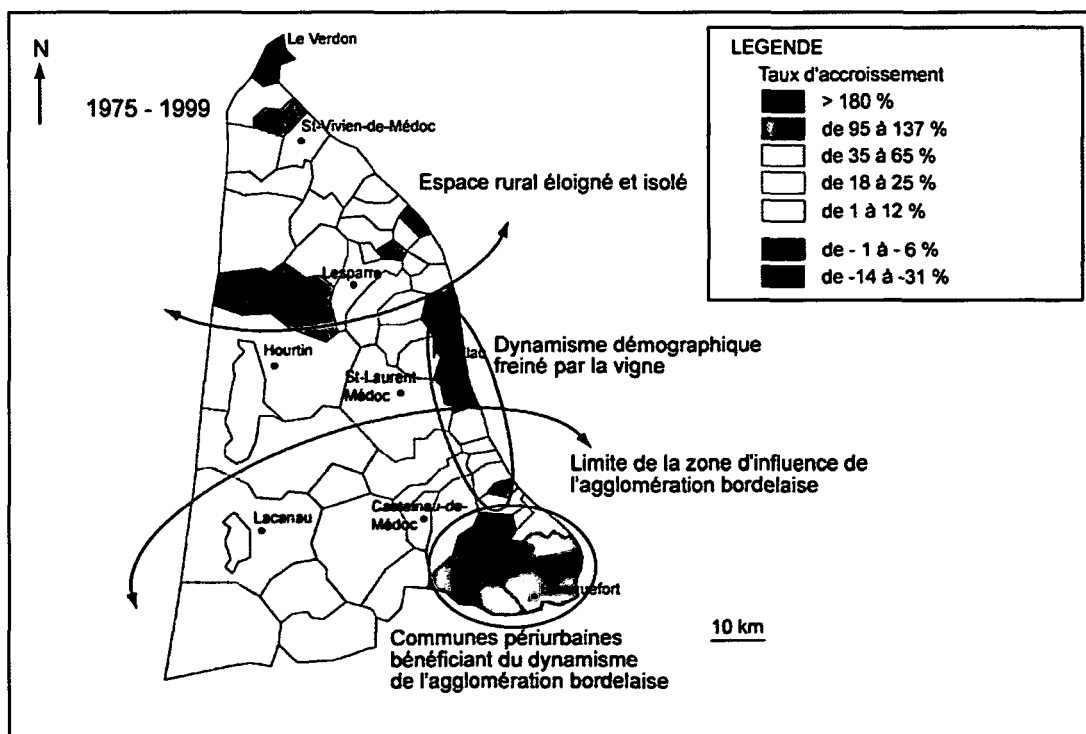 N
Le Verdon
1975 - 1999
St-Vivien-de-Médoc
Espace rural éloigné et isolé
Lesparre
Hourtin
St-Laurent
Médoc
Dynamisme démographique
freiné par la vigne
Limite de la zone d'influence de
l'agglomération bordelaise
Castelnau-de-
Médoc
Lacanau
10 km
Communes périurbaines
bénéficiant du dynamisme
de l'agglomération bordelaise
LEGENDE
Taux d'accroissement
> 180 %
de 95 à 137 %
de 35 à 65 %
de 18 à 25 %
de 1 à 12 %
de - 1 à - 6 %
de -14 à -31 %